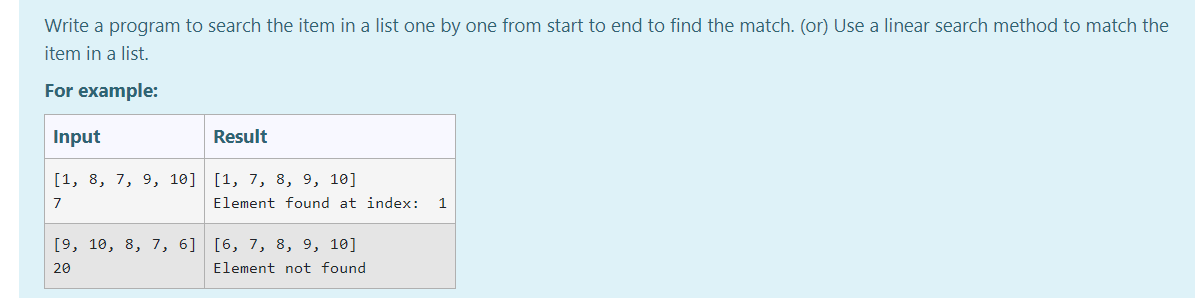 Write a program to search the item in a list one by one from start to end to find the match. (or) Use a linear search method to match the
item in a list.
For example:
Input Result
[1, 8, 7, 9, 10] [1, 7, 8, 9, 10]
7 Element found at index:  1
[9, 10, 8, 7, 6] [6, 7, 8, 9, 10]
20 Element not found